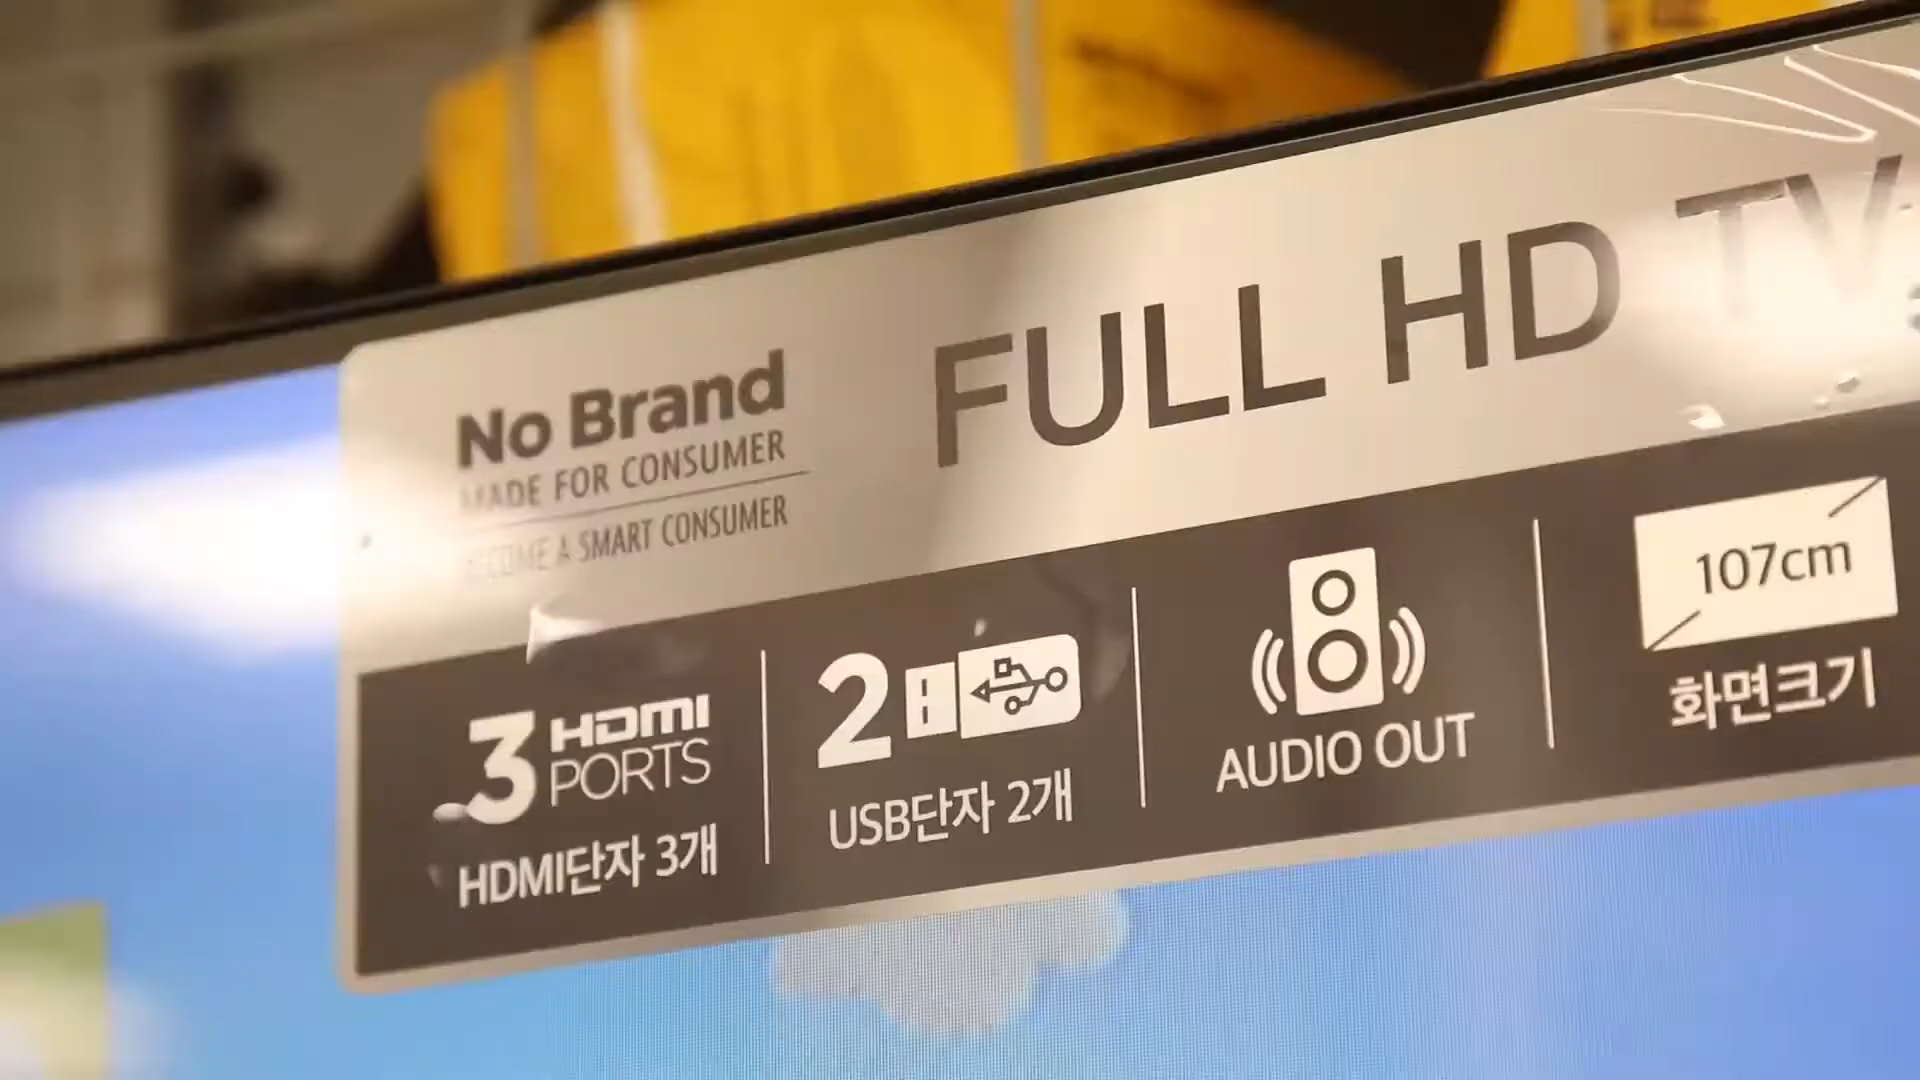 No Brand
MADE FOR CONSUMER
BECOME A SMART CONSUMER
FULL HD TV
3 HDMI PORTS
HDMI단자 3개
2
USB단자 2개
AUDIO OUT
107cm
화면크기